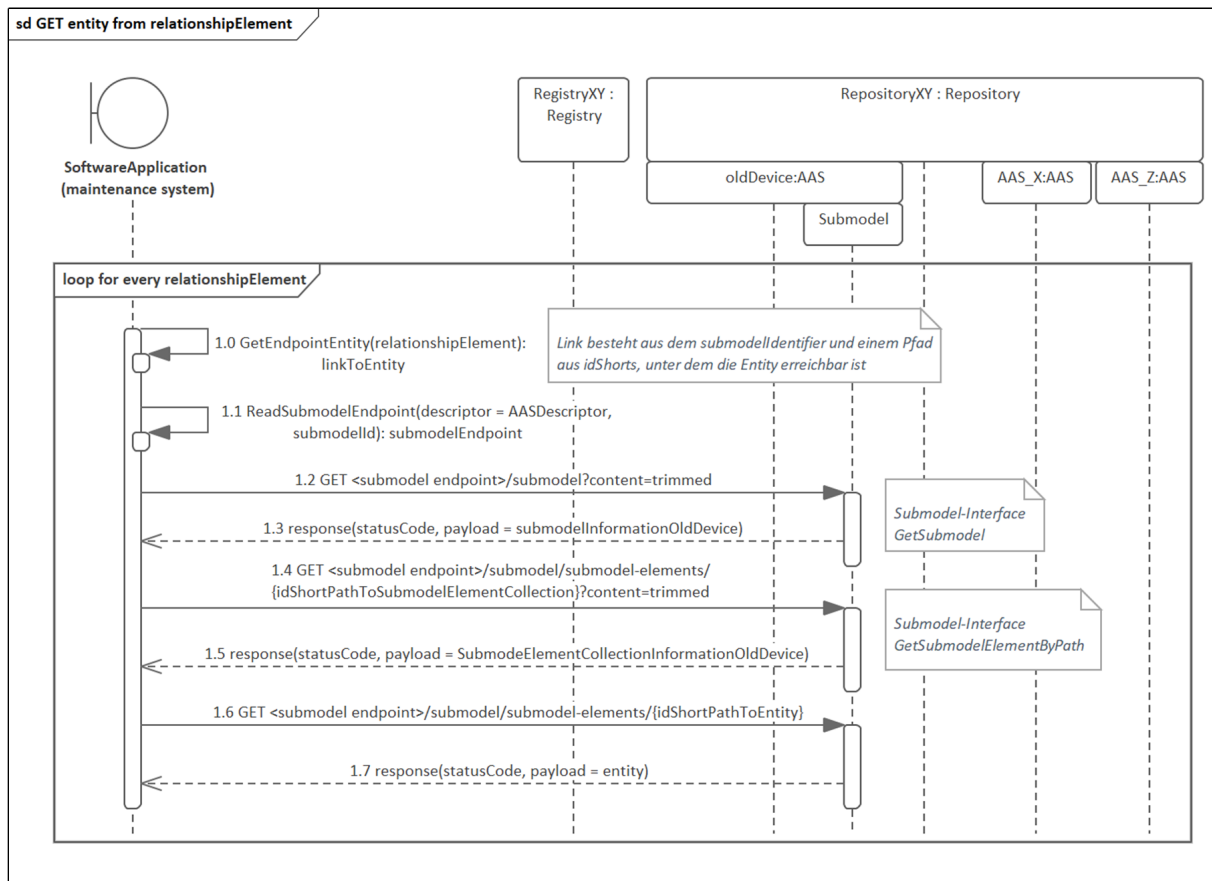 sd GET entity from relationshipElement
SoftwareApplication
(maintenance system)
RegistryXY :
Registry
RepositoryXY : Repository
oldDevice:AAS
Submodel
AAS_X:AAS
AAS_Z:AAS
loop for every relationshipElement
1.0 GetEndpointEntity(relationshipElement):
linkToEntity
Link besteht aus dem submodelIdentifier und einem Pfad
aus idShorts, unter dem die Entity erreichbar ist
1.1 ReadSubmodelEndpoint(descriptor = AASDescriptor,
submodelId): submodelEndpoint
1.2 GET <submodel endpoint>/submodel?content=trimmed
Submodel-Interface
GetSubmodel
1.3 response(statusCode, payload = submodelInformationOldDevice)
1.4 GET <submodel endpoint>/submodel/submodel-elements/
{idShortPathToSubmodelElementCollection}?content=trimmed
Submodel-Interface
GetSubmodelElementByPath
1.5 response(statusCode, payload = SubmodeElementCollectionInformationOldDevice)
1.6 GET <submodel endpoint>/submodel/submodel-elements/{idShortPathToEntity}
1.7 response(statusCode, payload = entity)